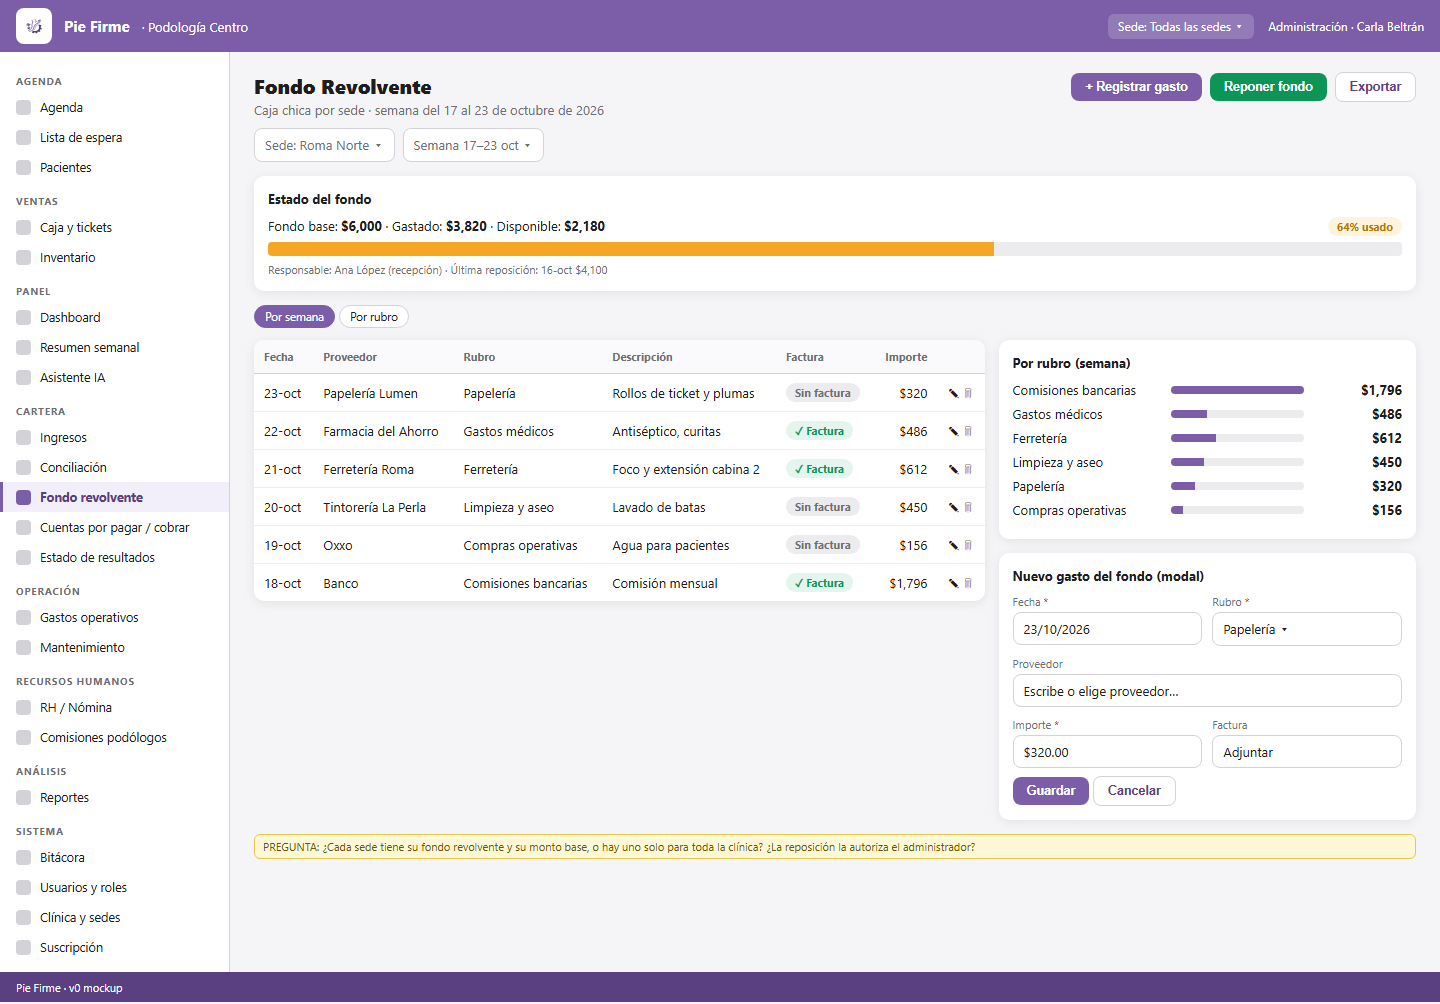 Pie Firme · Podología Centro
Sede: Todas las sedes ▾
Administración · Carla Beltrán
AGENDA
Agenda
Lista de espera
Pacientes
VENTAS
Caja y tickets
Inventario
PANEL
Dashboard
Resumen semanal
Asistente IA
CARTERA
Ingresos
Conciliación
Fondo revolvente
Cuentas por pagar / cobrar
Estado de resultados
OPERACIÓN
Gastos operativos
Mantenimiento
RECURSOS HUMANOS
RH / Nómina
Comisiones podólogos
ANÁLISIS
Reportes
SISTEMA
Bitácora
Usuarios y roles
Clínica y sedes
Suscripción
Fondo Revolvente
Caja chica por sede · semana del 17 al 23 de octubre de 2026
+ Registrar gasto
Reponer fondo
Exportar
Sede: Roma Norte ▾
Semana 17–23 oct ▾
Estado del fondo
Fondo base: $6,000 · Gastado: $3,820 · Disponible: $2,180
64% usado
Responsable: Ana López (recepción) · Última reposición: 16-oct $4,100
Por semana
Por rubro
Fecha Proveedor Rubro Descripción Factura Importe
23-oct Papelería Lumen Papelería Rollos de ticket y plumas Sin factura $320
22-oct Farmacia del Ahorro Gastos médicos Antiséptico, curitas ✓ Factura $486
21-oct Ferretería Roma Ferretería Foco y extensión cabina 2 ✓ Factura $612
20-oct Tintorería La Perla Limpieza y aseo Lavado de batas Sin factura $450
19-oct Oxxo Compras operativas Agua para pacientes Sin factura $156
18-oct Banco Comisiones bancarias Comisión mensual ✓ Factura $1,796
Por rubro (semana)
Comisiones bancarias $1,796
Gastos médicos $486
Ferretería $612
Limpieza y aseo $450
Papelería $320
Compras operativas $156
Nuevo gasto del fondo (modal)
Fecha * Rubro *
23/10/2026 Papelería ▾
Proveedor
Escribe o elige proveedor…
Importe * Factura
$320.00 Adjuntar
Guardar Cancelar
PREGUNTA: ¿Cada sede tiene su fondo revolvente y su monto base, o hay uno solo para toda la clínica? ¿La reposición la autoriza el administrador?
Pie Firme · v0 mockup